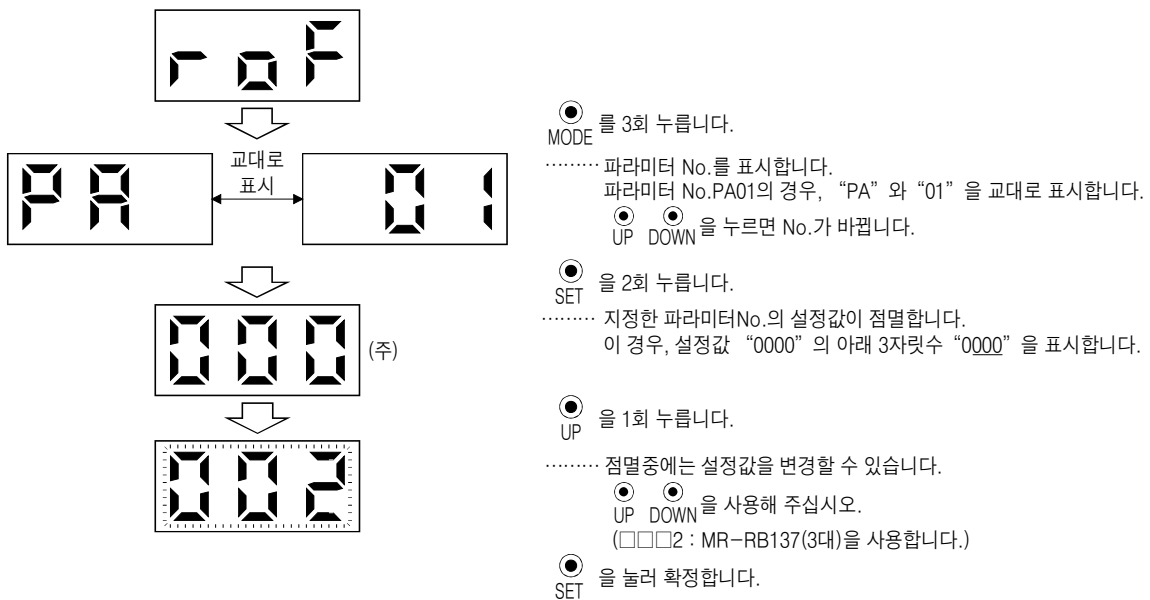 roF
MODE 를 3회 누릅니다.
PA
교대로
표시
01
⋯⋯⋯ 파라미터 No.를 표시합니다.
파라미터 No.PA01의 경우, “PA”와 “01”을 교대로 표시합니다.
UP DOWN 을 누르면 No.가 바뀝니다.
SET 을 2회 누릅니다.
000
(주)
⋯⋯⋯ 지정한 파라미터No.의 설정값이 점멸합니다.
이 경우, 설정값 “0000”의 아래 3자릿수 “0000”을 표시합니다.
UP 을 1회 누릅니다.
002
⋯⋯⋯ 점멸중에는 설정값을 변경할 수 있습니다.
UP DOWN 을 사용해 주십시오.
(□□□2 : MR-RB137(3대)을 사용합니다.)
SET 을 눌러 확정합니다.